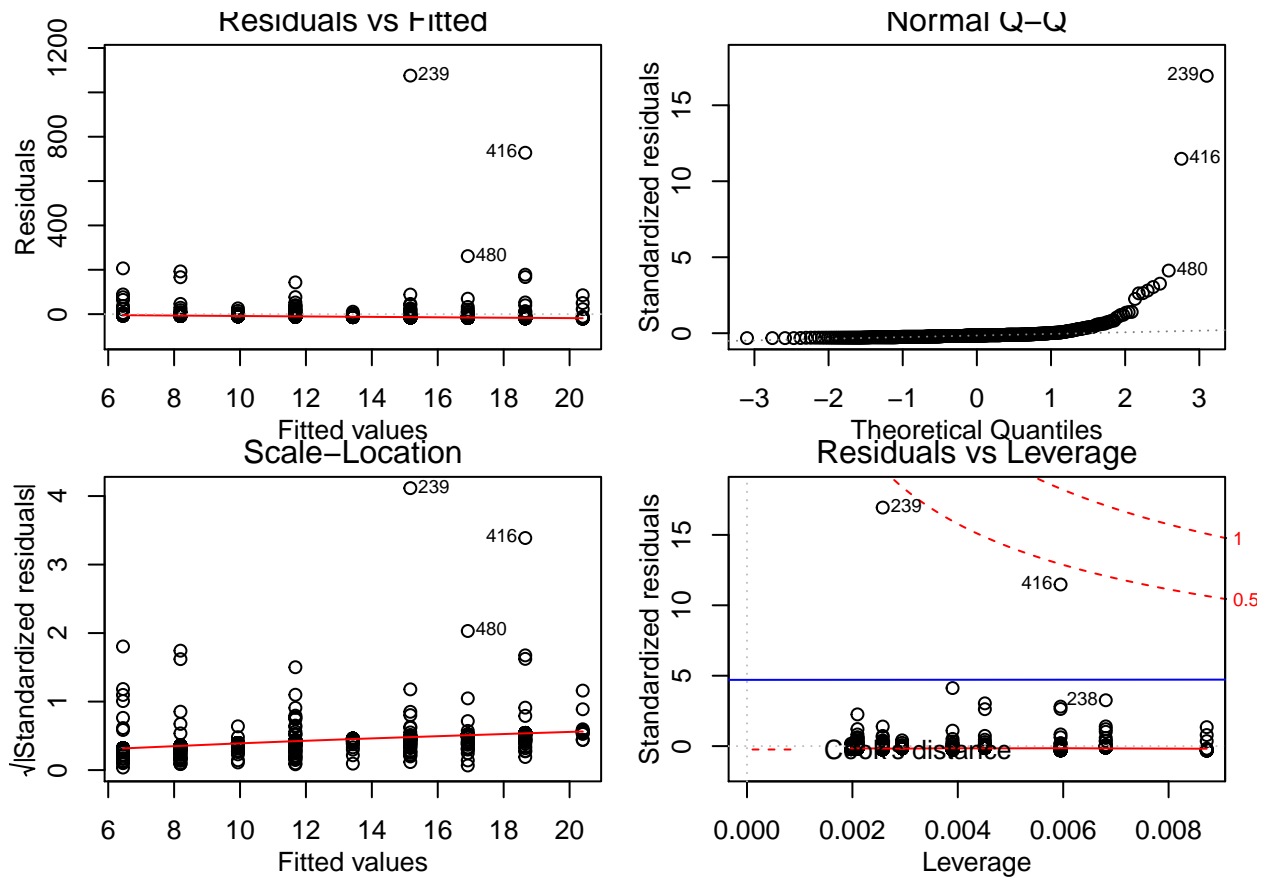 Residuals vs Fitted
Residuals
0 400 800 1200
239
416
480
6 8 10 12 14 16 18 20
Fitted values
Normal Q−Q
Standardized residuals
0 5 10 15
239
416
480
−3 −2 −1 0 1 2 3
Theoretical Quantiles
Scale−Location
√|Standardized residuals|
0 1 2 3 4
239
416
480
6 8 10 12 14 16 18 20
Fitted values
Residuals vs Leverage
Standardized residuals
0 5 10 15
239
416
238
1
0.5
Cook's distance
0.000 0.002 0.004 0.006 0.008
Leverage